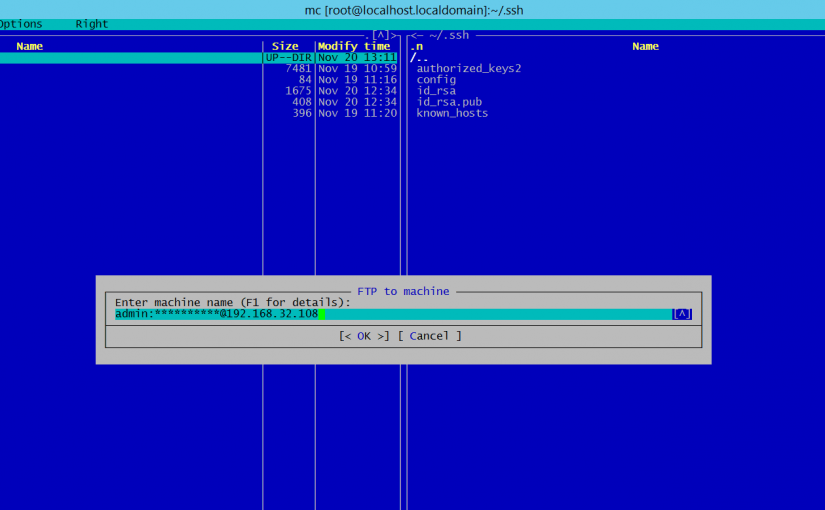 mc [root@localhost.localdomain]:~/.ssh
Options Right
.[^]> <─ ~/.ssh
Name Size Modify time .n Name
UP--DIR Nov 20 13:11 /..
7481 Nov 19 10:59 authorized_keys2
84 Nov 19 11:16 config
1675 Nov 20 12:34 id_rsa
408 Nov 20 12:34 id_rsa.pub
396 Nov 19 11:20 known_hosts
FTP to machine
Enter machine name (F1 for details):
admin:**********@192.168.32.108 [^]
[< OK >] [ Cancel ]